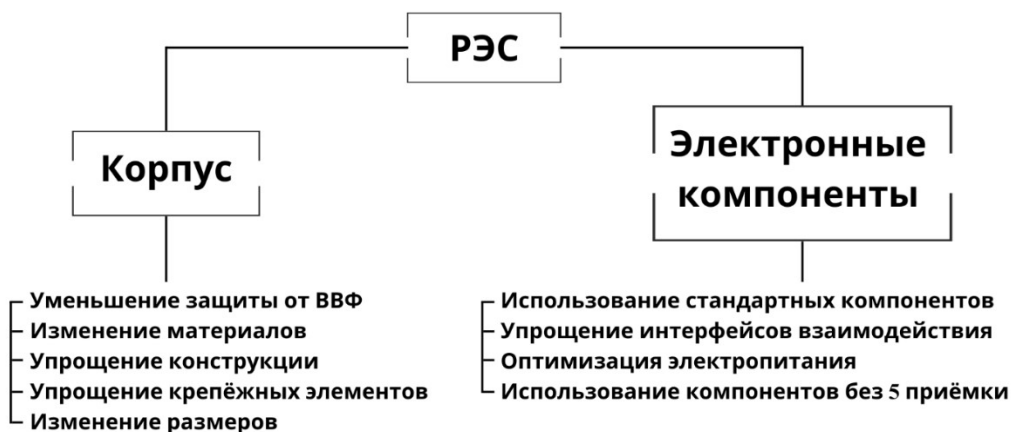 РЭС
Корпус
Электронные
компоненты
Уменьшение защиты от ВВФ
Изменение материалов
Упрощение конструкции
Упрощение крепёжных элементов
Изменение размеров
Использование стандартных компонентов
Упрощение интерфейсов взаимодействия
Оптимизация электропитания
Использование компонентов без 5 приёмки